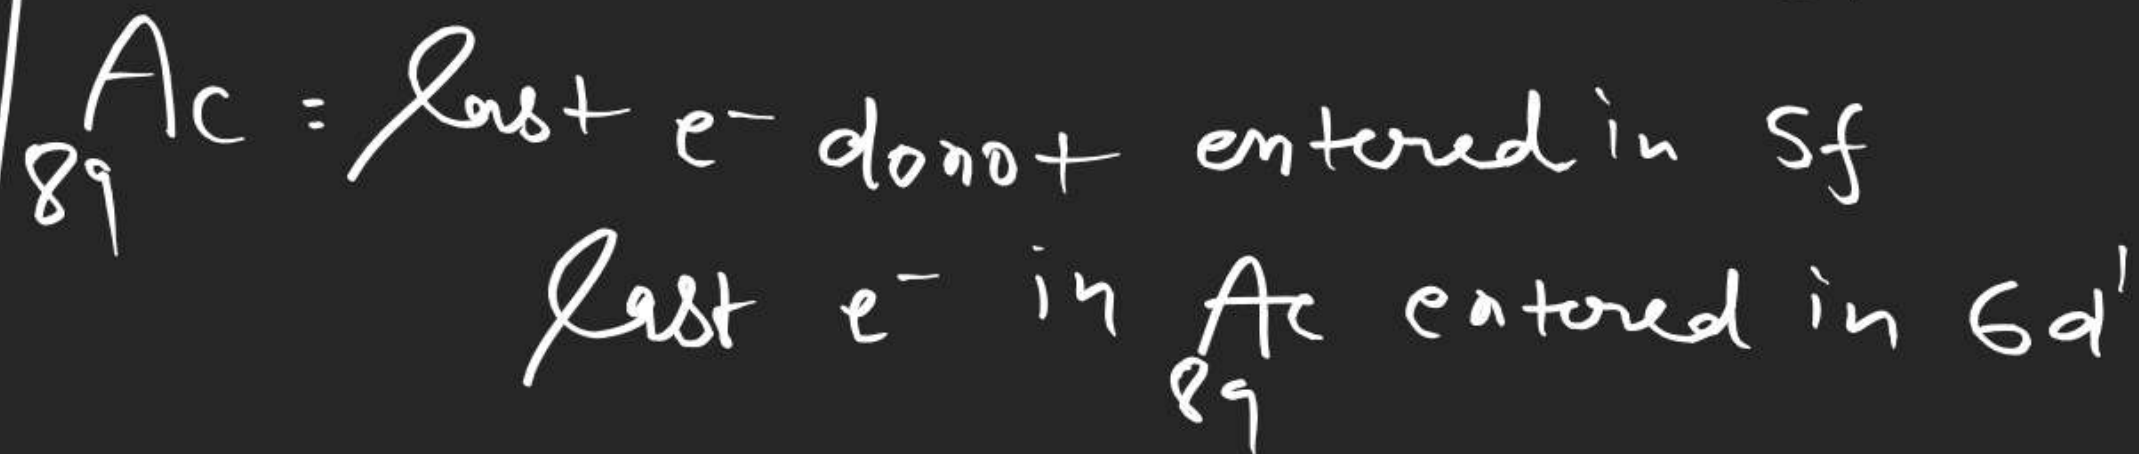 ₈₉Ac = last e⁻ donot entered in 5f
last e⁻ in ₈₉Ac entered in 6d¹